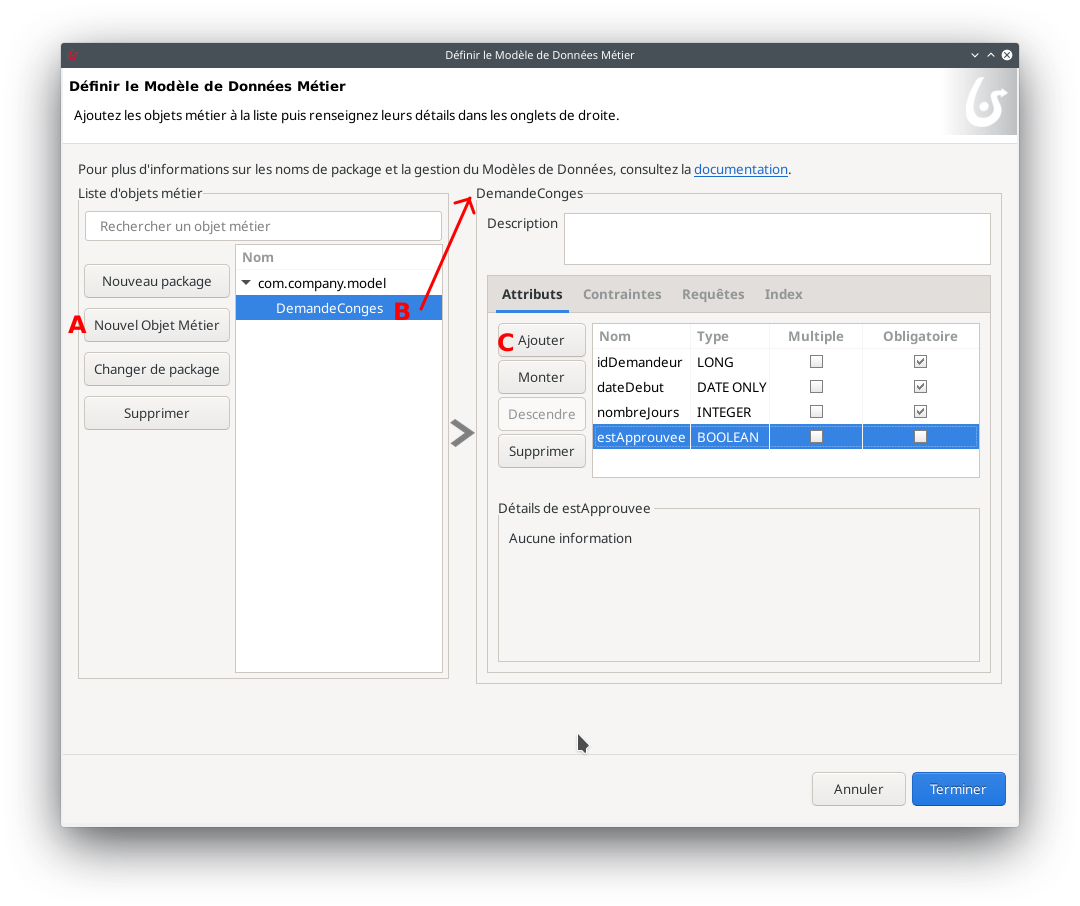 Définir le Modèle de Données Métier
Définir le Modèle de Données Métier
Ajoutez les objets métier à la liste puis renseignez leurs détails dans les onglets de droite.
Pour plus d'informations sur les noms de package et la gestion du Modèles de Données, consultez la documentation.
Liste d'objets métier
Rechercher un objet métier
Nouveau package
A Nouvel Objet Métier
Changer de package
Supprimer
Nom
com.company.model
DemandeConges B
DemandeConges
Description
Attributs Contraintes Requêtes Index
C Ajouter
Monter
Descendre
Supprimer
Nom Type Multiple Obligatoire
idDemandeur LONG
dateDebut DATE ONLY
nombreJours INTEGER
estApprouvee BOOLEAN
Détails de estApprouvee
Aucune information
Annuler Terminer